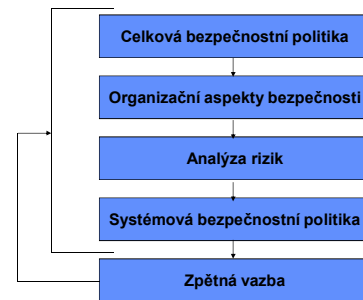 Celková bezpečnostní politika
Organizační aspekty bezpečnosti
Analýza rizik
Systémová bezpečnostní politika
Zpětná vazba